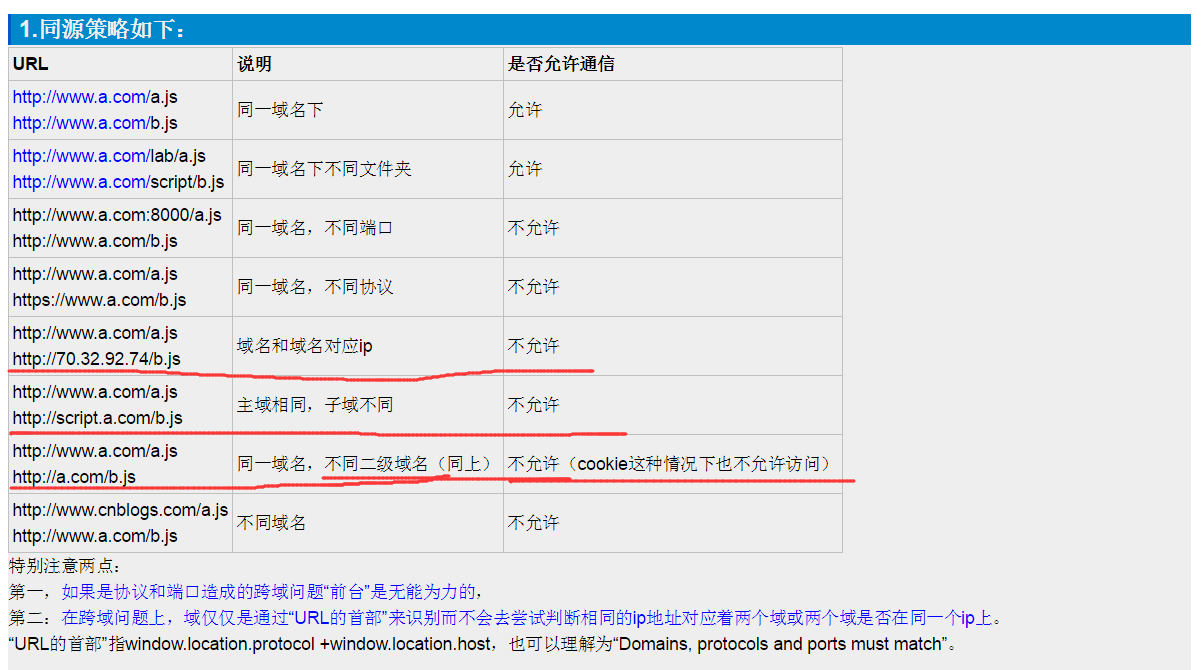 1.同源策略如下：
URL 说明 是否允许通信
http://www.a.com/a.js
http://www.a.com/b.js
同一域名下
允许
http://www.a.com/lab/a.js
http://www.a.com/script/b.js
同一域名下不同文件夹
允许
http://www.a.com:8000/a.js
http://www.a.com/b.js
同一域名，不同端口
不允许
http://www.a.com/a.js
https://www.a.com/b.js
同一域名，不同协议
不允许
http://www.a.com/a.js
http://70.32.92.74/b.js
域名和域名对应ip
不允许
http://www.a.com/a.js
http://script.a.com/b.js
主域相同，子域不同
不允许
http://www.a.com/a.js
http://a.com/b.js
同一域名，不同二级域名（同上）
不允许（cookie这种情况下也不允许访问）
http://www.cnblogs.com/a.js
http://www.a.com/b.js
不同域名
不允许
特别注意两点：
第一，如果是协议和端口造成的跨域问题“前台”是无能为力的，
第二：在跨域问题上，域仅仅是通过“URL的首部”来识别而不会去尝试判断相同的ip地址对应着两个域或两个域是否在同一个ip上。
“URL的首部”指window.location.protocol +window.location.host，也可以理解为“Domains, protocols and ports must match”。